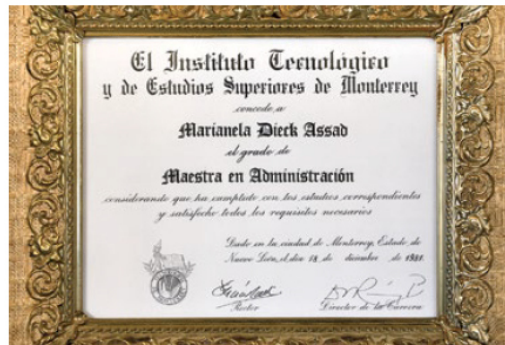 El Instituto Tecnológico
y de Estudios Superiores de Monterrey
concede a
Marianela Dieck Assad
el grado de
Maestra en Administración
considerando que ha cumplido con los estudios correspondientes
y satisfecho todos los requisitos necesarios
Dado en la ciudad de Monterrey, Estado de
Nuevo León, el día 18 de diciembre de
Rector Director de la Carrera